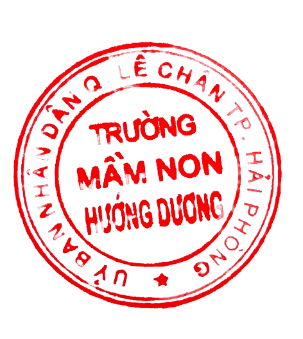 ỦY BAN NHÂN DÂN Q. LÊ CHÂN TP. HẢI PHÒNG
TRƯỜNG
MẦM NON
HƯỚNG DƯƠNG